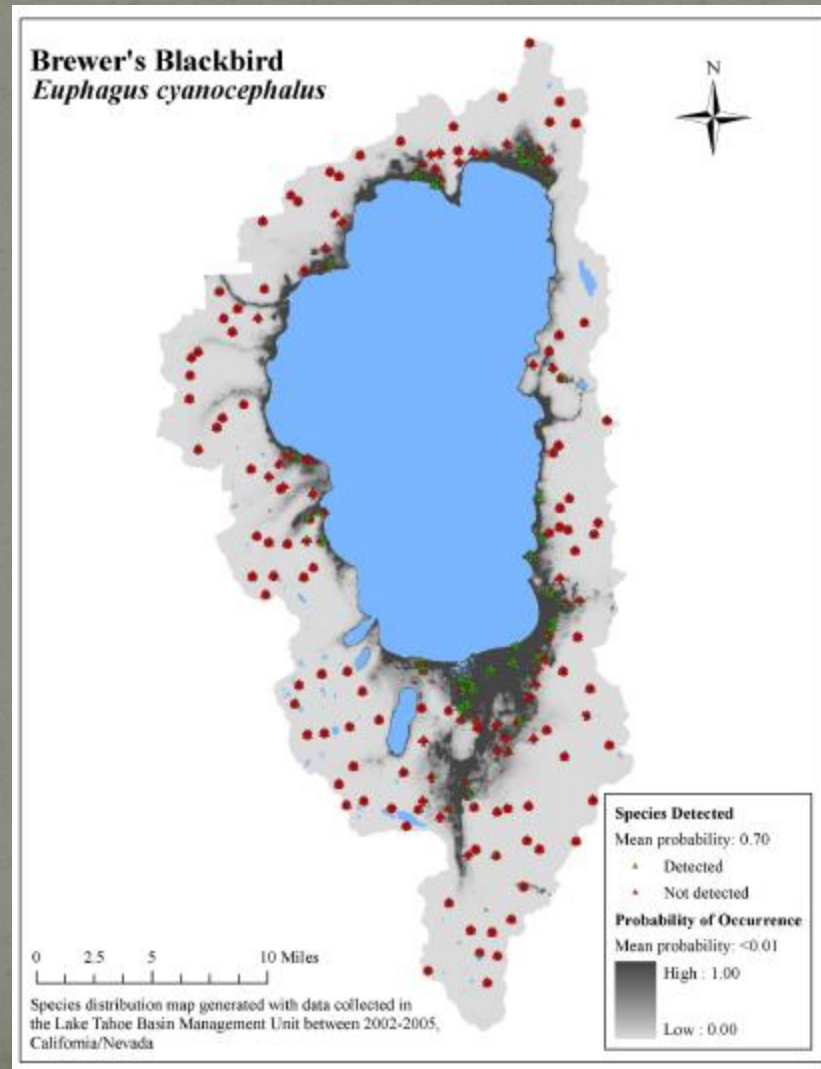 Brewer's Blackbird
Euphagus cyanocephalus
N
Species Detected
Mean probability: 0.70
Detected
Not detected
Probability of Occurrence
Mean probability: <0.01
High : 1.00
Low : 0.00
0 2.5 5 10 Miles
Species distribution map generated with data collected in
the Lake Tahoe Basin Management Unit between 2002-2005,
California/Nevada